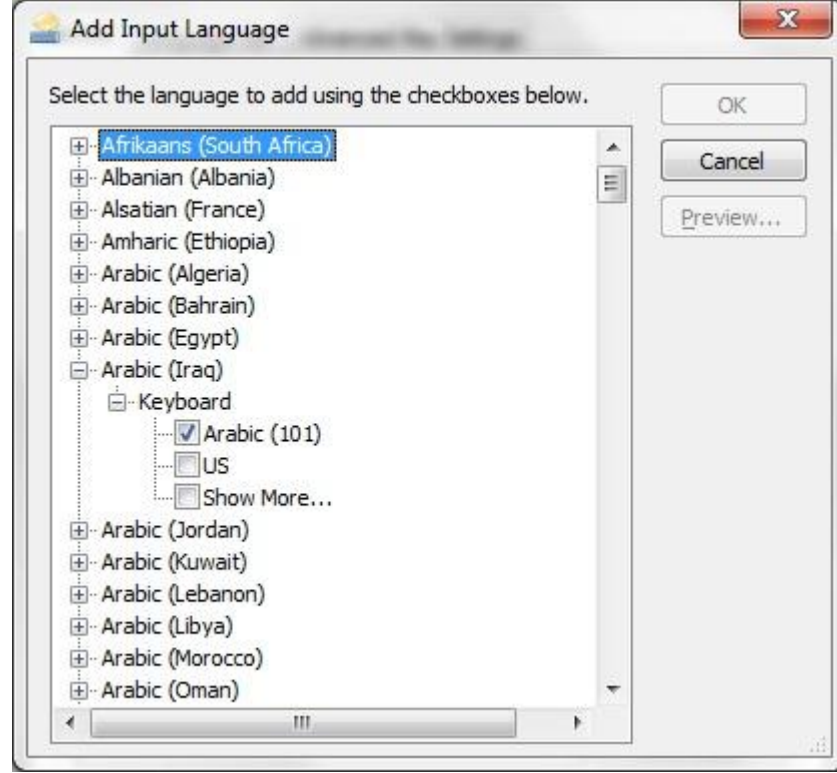 Add Input Language
Select the language to add using the checkboxes below.
OK
Cancel
Preview...
Afrikaans (South Africa)
Albanian (Albania)
Alsatian (France)
Amharic (Ethiopia)
Arabic (Algeria)
Arabic (Bahrain)
Arabic (Egypt)
Arabic (Iraq)
Keyboard
Arabic (101)
US
Show More...
Arabic (Jordan)
Arabic (Kuwait)
Arabic (Lebanon)
Arabic (Libya)
Arabic (Morocco)
Arabic (Oman)